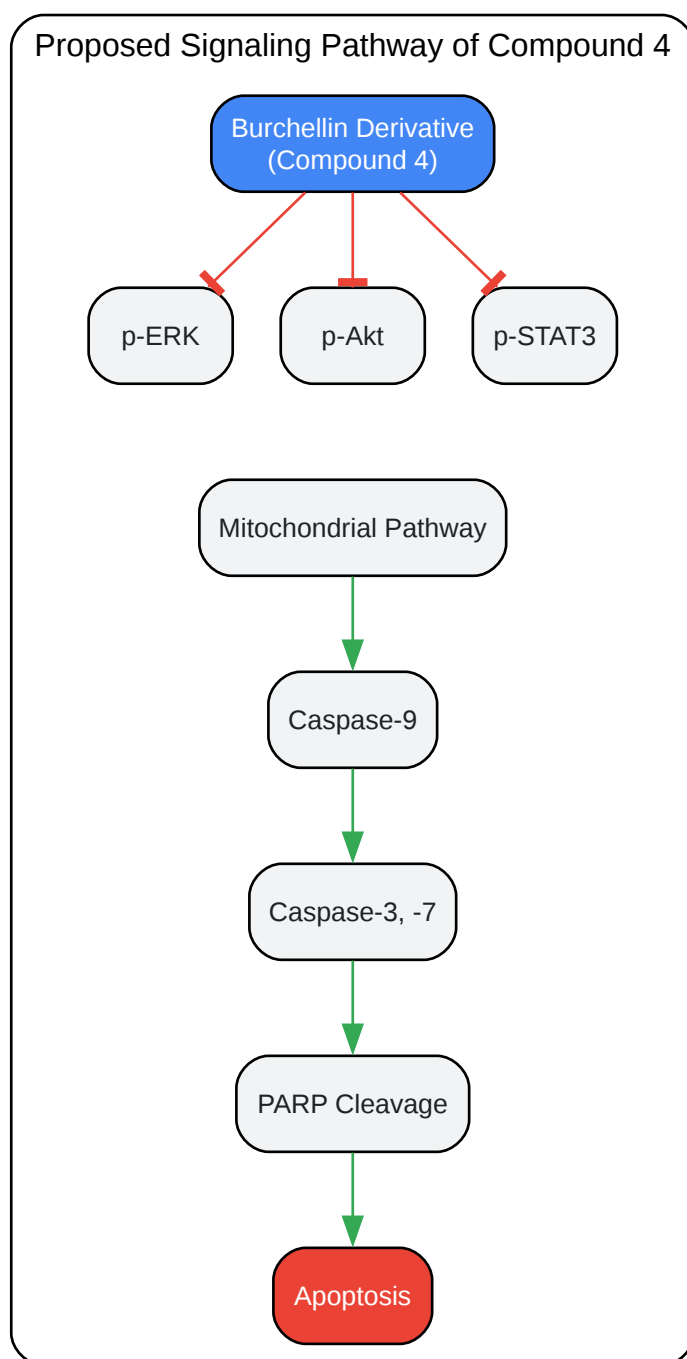 Proposed Signaling Pathway of Compound 4
Burchellin Derivative
(Compound 4)
p-ERK
p-Akt
p-STAT3
Mitochondrial Pathway
Caspase-9
Caspase-3, -7
PARP Cleavage
Apoptosis